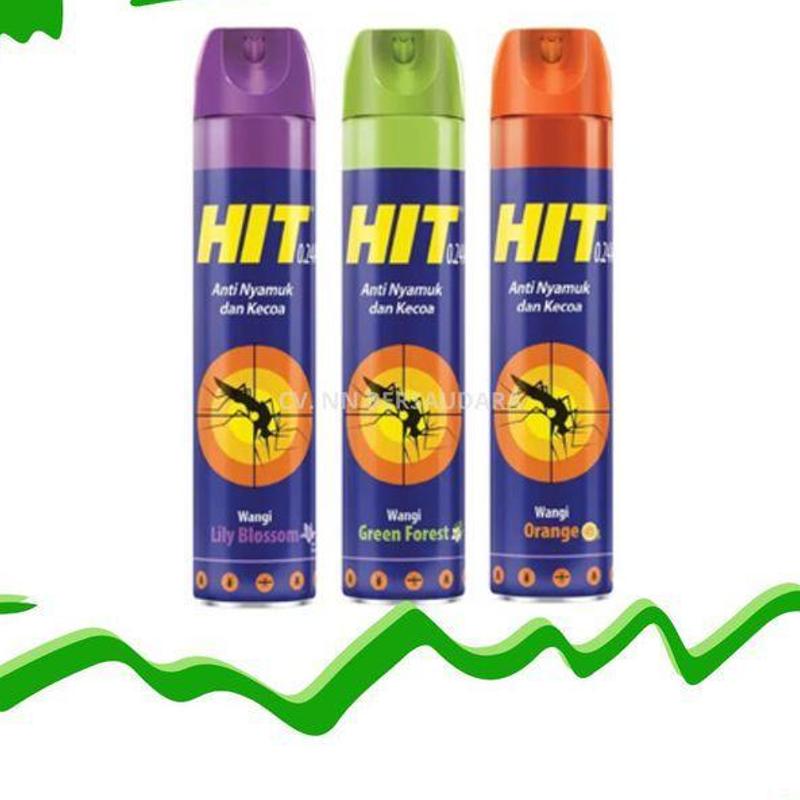 HIT
Anti Nyamuk
dan Kecoa
Wangi
Lily Blossom
HIT
Anti Nyamuk
dan Kecoa
Wangi
Green Forest
HIT
Anti Nyamuk
dan Kecoa
Wangi
Orange